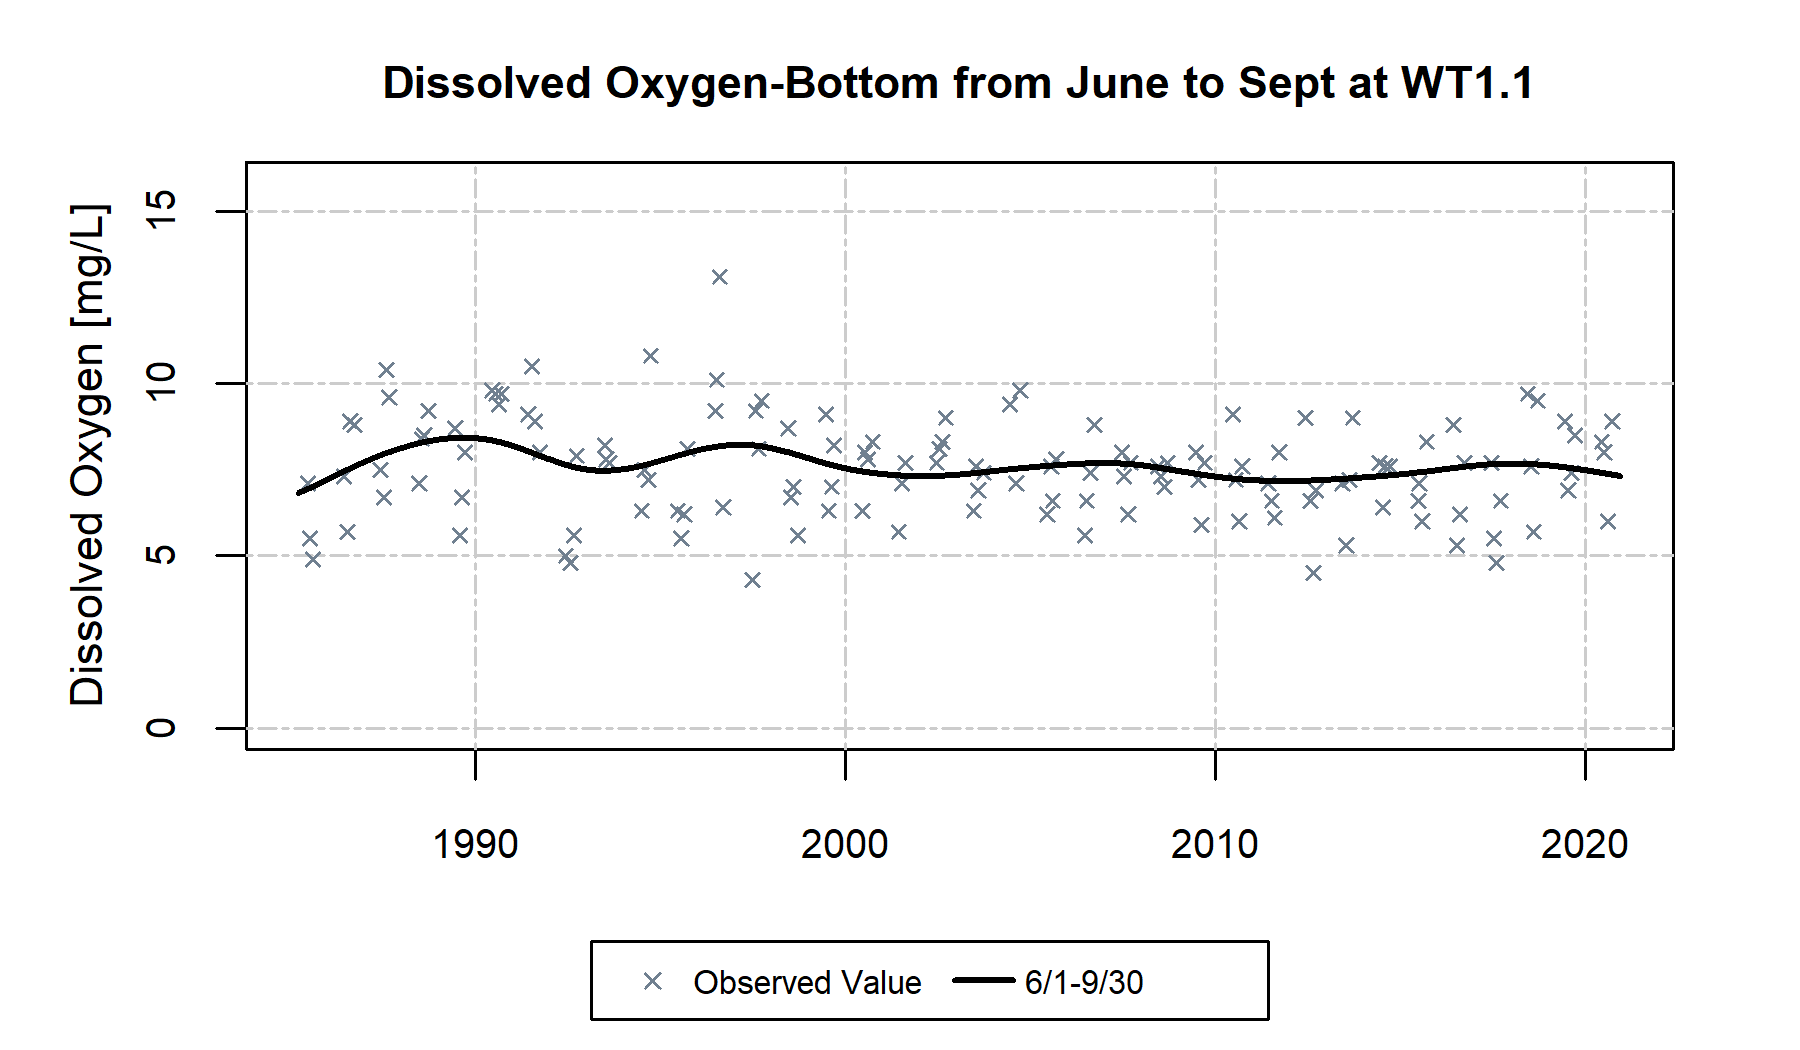 Dissolved Oxygen-Bottom from June to Sept at WT1.1
Dissolved Oxygen [mg/L]
15
10
5
0
1990 2000 2010 2020
Observed Value 6/1-9/30